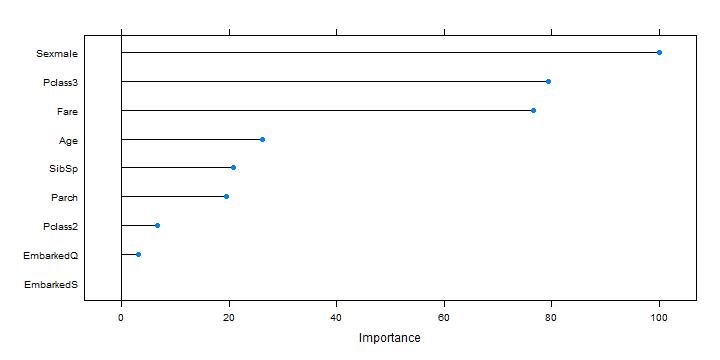 Sexmale
Pclass3
Fare
Age
SibSp
Parch
Pclass2
EmbarkedQ
EmbarkedS
0 20 40 60 80 100
Importance